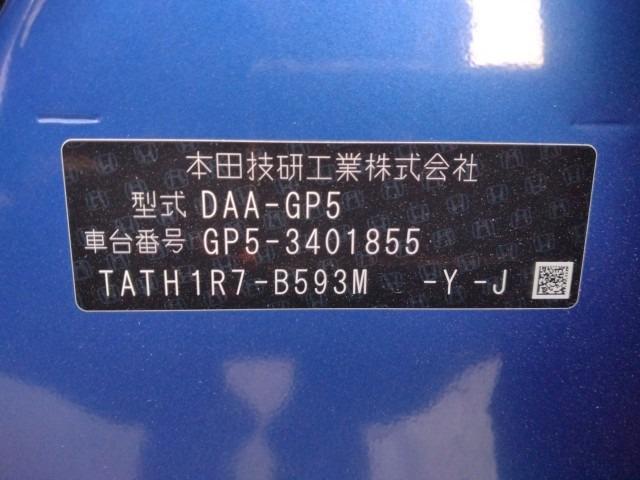 本田技研工業株式会社
型式 DAA-GP5
車台番号 GP5-3401855
TATH1R7-B593M -Y-J